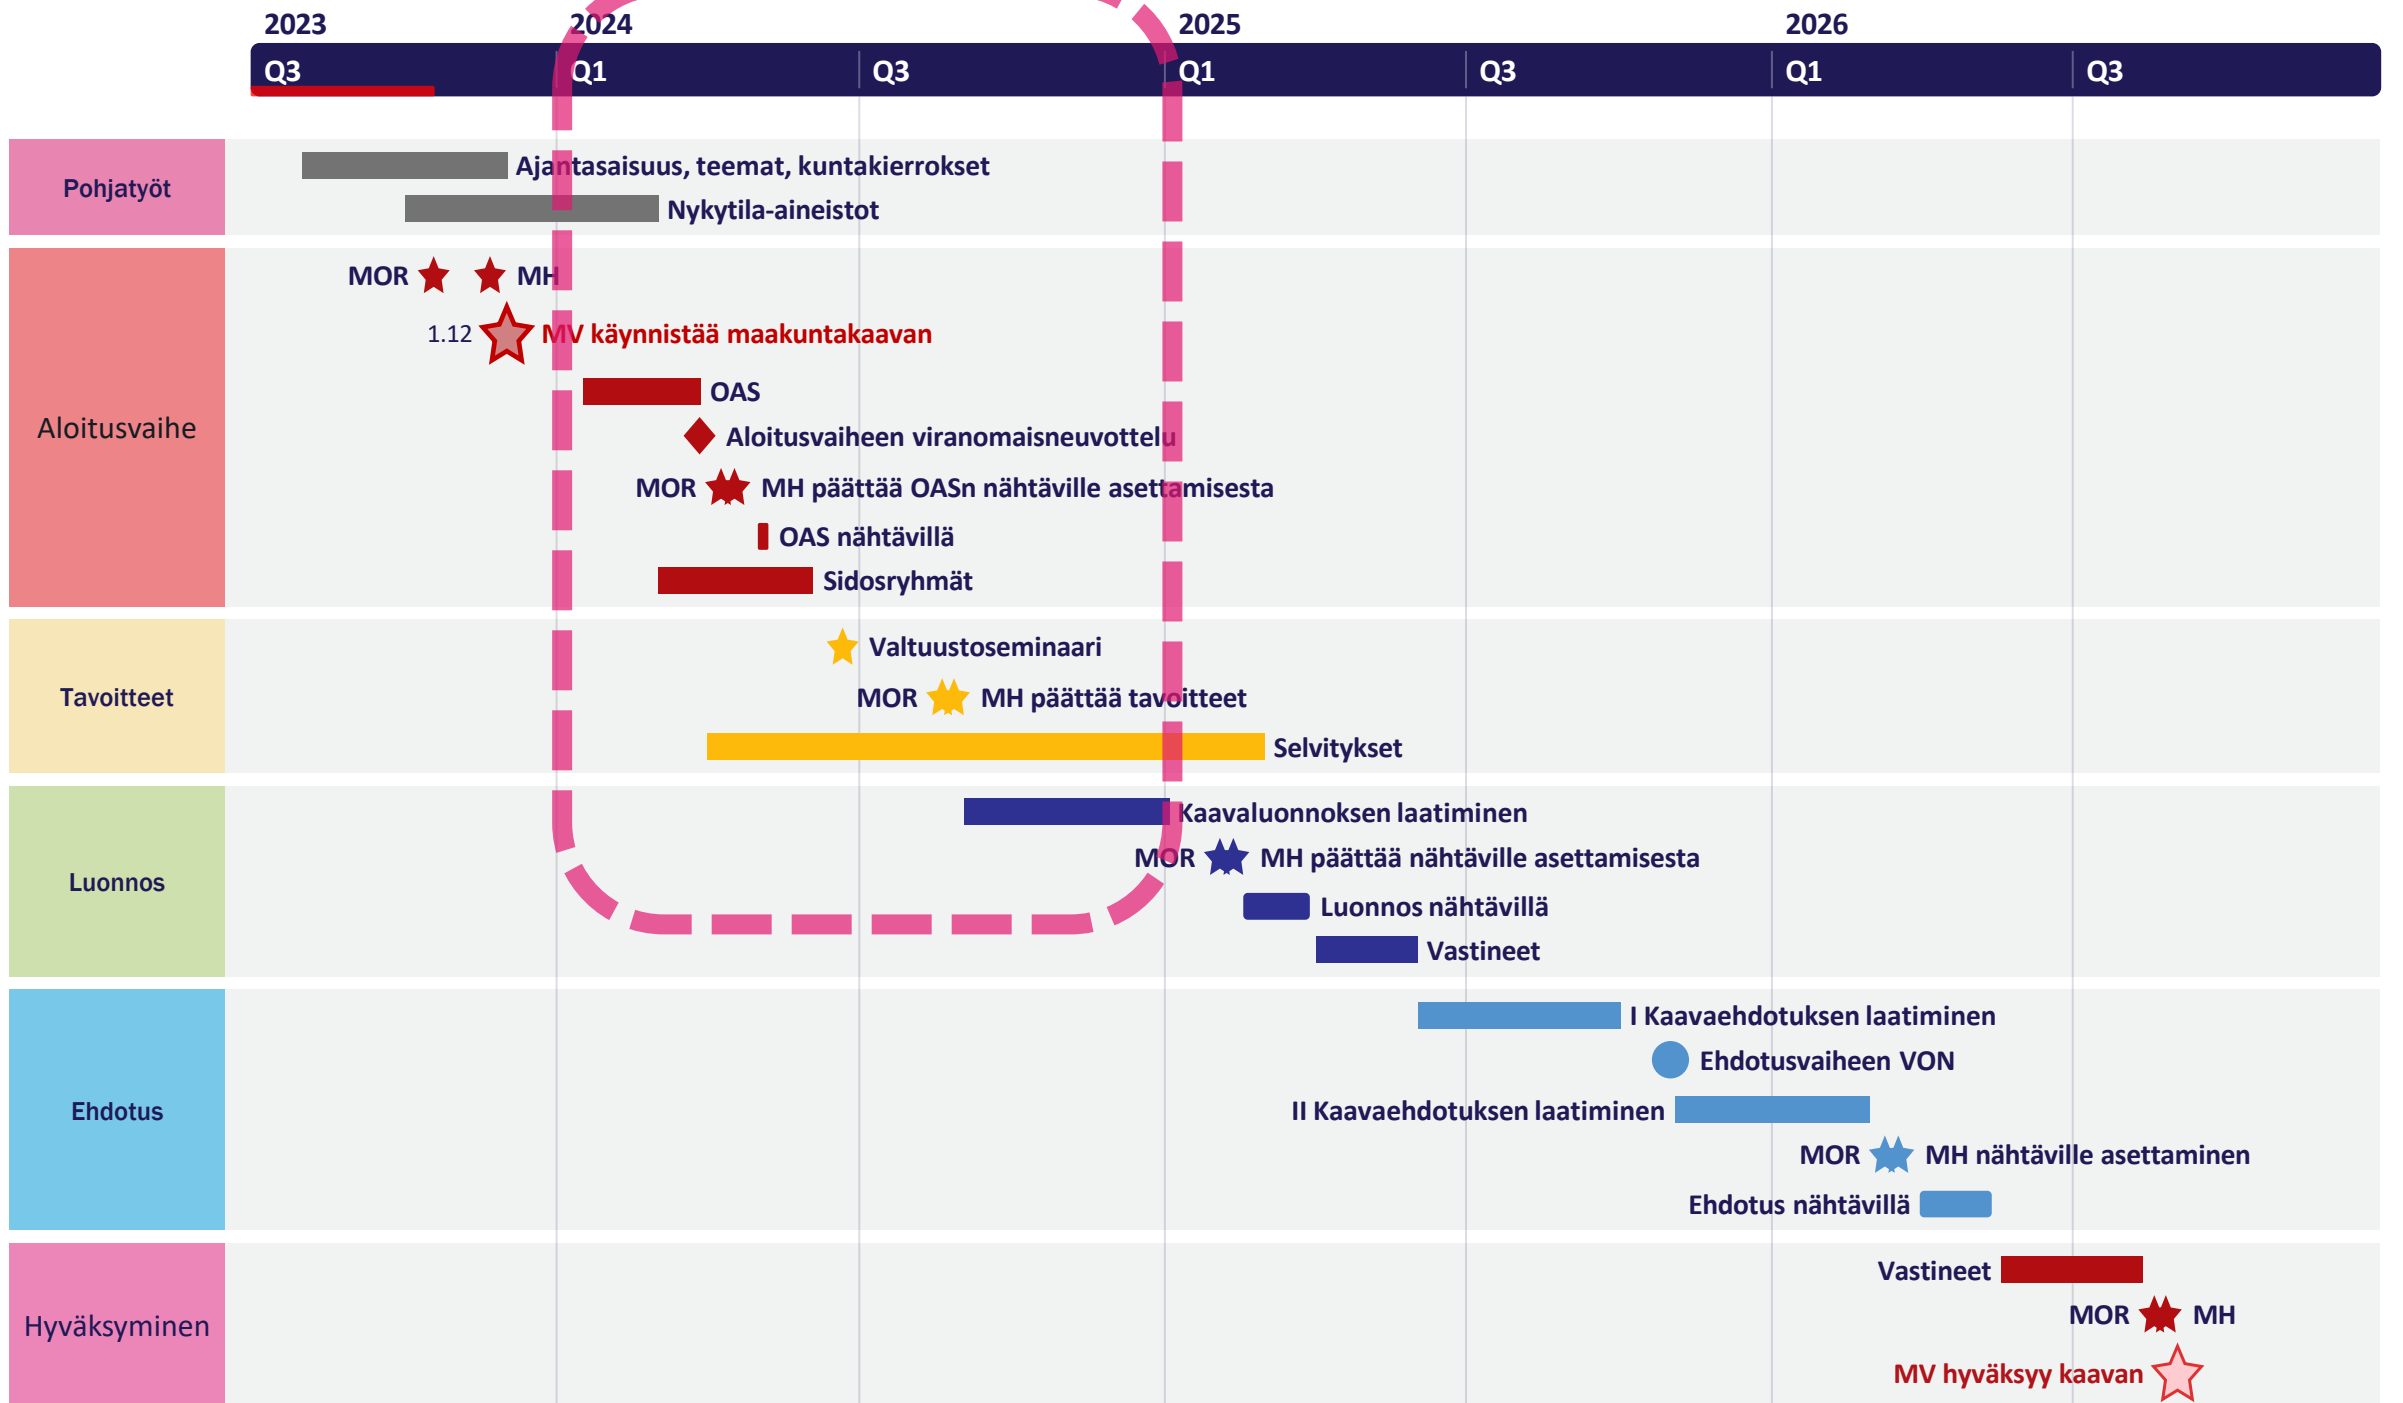 2023
2024
2025
2026
Q3
Q1
Q3
Q1
Q3
Q1
Q3
Pohjatyöt
Ajantasaisuus, teemat, kuntakierrokset
Nykytila-aineistot
Aloitusvaihe
MOR
MH
1.12
MV käynnistää maakuntakaavan
OAS
Aloitusvaiheen viranomaisneuvottelu
MOR
MH päättää OASn nähtäville asettamisesta
OAS nähtävillä
Sidosryhmät
Tavoitteet
Valtuustoseminaari
MOR
MH päättää tavoitteet
Selvitykset
Luonnos
Kaavaluonnoksen laatiminen
MOR
MH päättää nähtäville asettamisesta
Luonnos nähtävillä
Vastineet
Ehdotus
I Kaavaehdotuksen laatiminen
Ehdotusvaiheen VON
II Kaavaehdotuksen laatiminen
MOR
MH nähtäville asettaminen
Ehdotus nähtävillä
Hyväksyminen
Vastineet
MOR
MH
MV hyväksyy kaavan